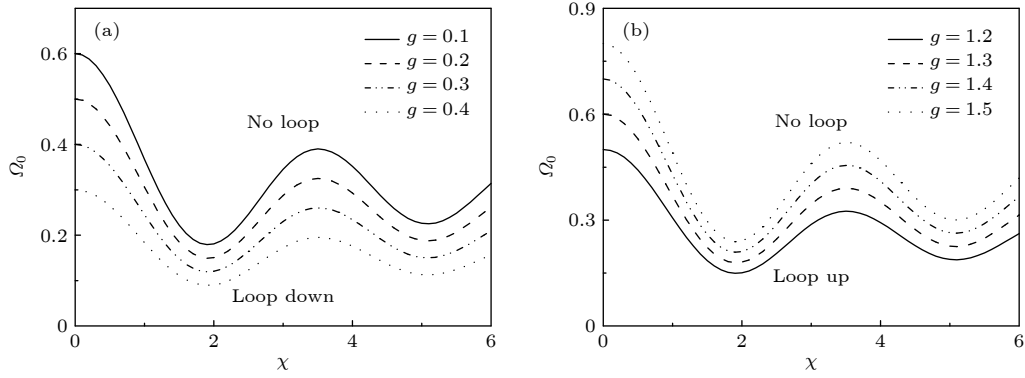 (a)
g = 0.1
g = 0.2
g = 0.3
g = 0.4
No loop
Loop down
Ω0
0.6
0.4
0.2
0
0 2 4 6
χ
(b)
g = 1.2
g = 1.3
g = 1.4
g = 1.5
No loop
Loop up
Ω0
0.9
0.6
0.3
0
0 2 4 6
χ